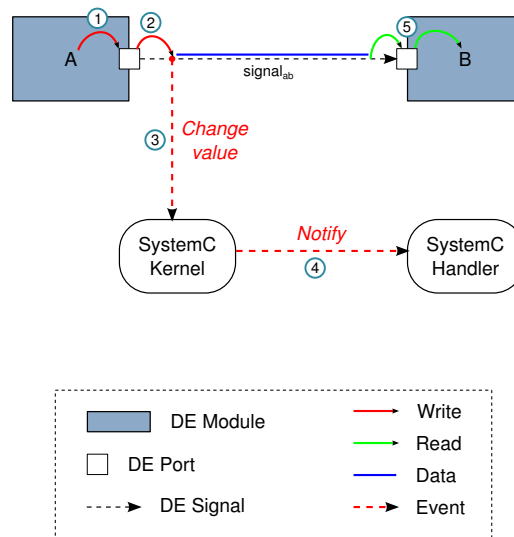 1
2
5
A
B
signal_ab
3
Change
value
SystemC
Kernel
Notify
4
SystemC
Handler
DE Module
Write
DE Port
Read
Data
DE Signal
Event